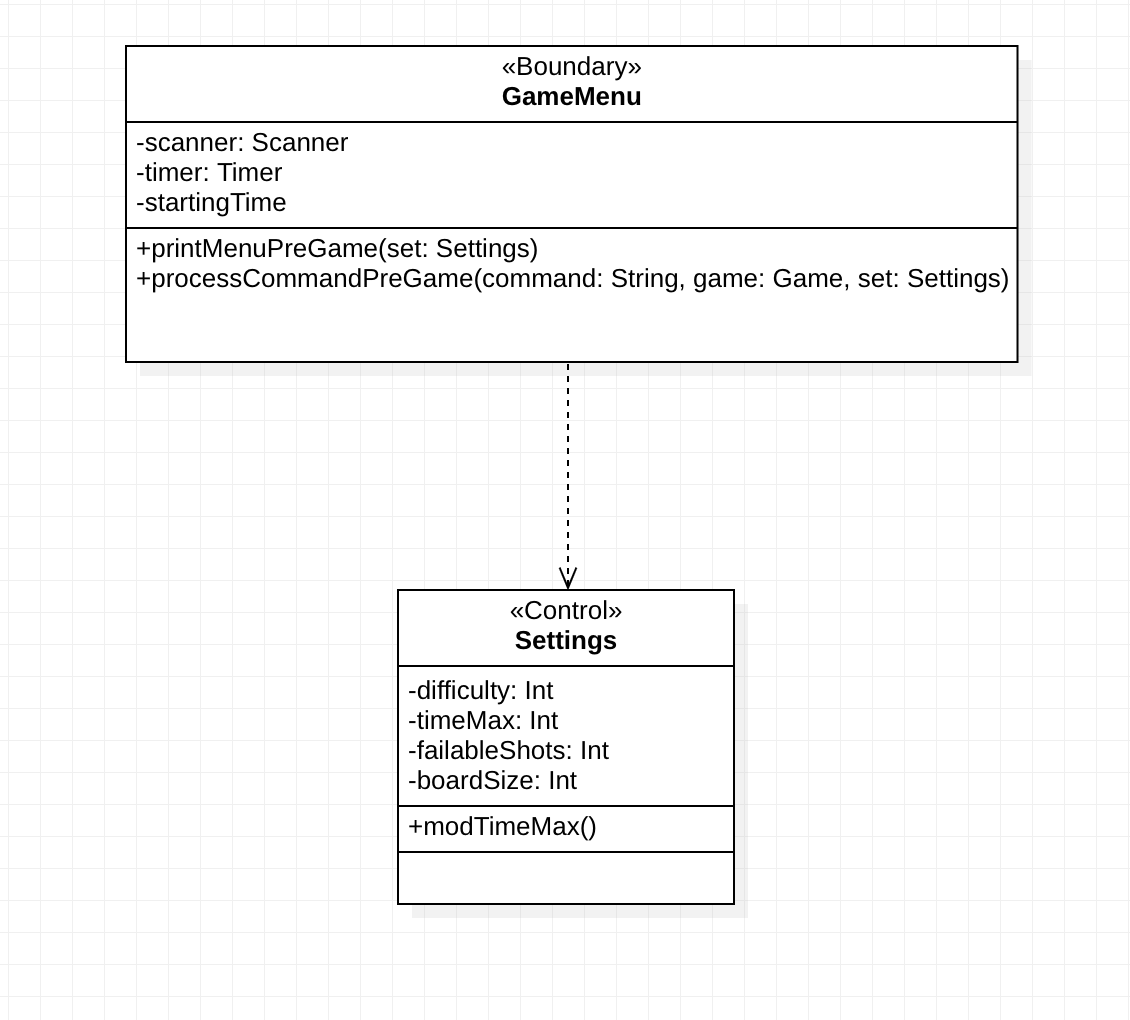 «Boundary»
GameMenu
-scanner: Scanner
-timer: Timer
-startingTime
+printMenuPreGame(set: Settings)
+processCommandPreGame(command: String, game: Game, set: Settings)
«Control»
Settings
-difficulty: Int
-timeMax: Int
-failableShots: Int
-boardSize: Int
+modTimeMax()